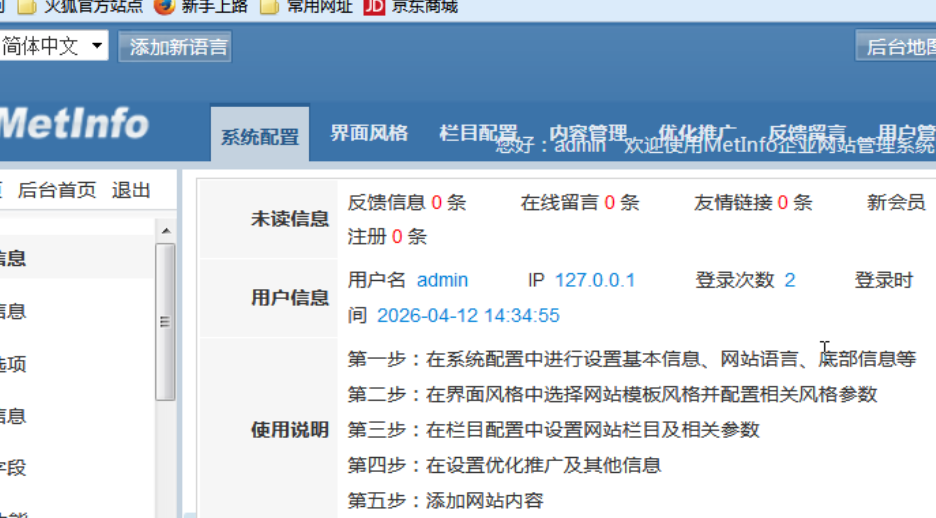 火狐官方站点 新手上路 常用网址 JD 京东商城
简体中文 添加新语言 后台地图
MetInfo
系统配置 界面风格 栏目配置 内容管理 优化推广 反馈留言 用户管
您好：admin 欢迎使用MetInfo企业网站管理系统
后台首页 退出
未读信息
反馈信息 0 条 在线留言 0 条 友情链接 0 条 新会员
注册 0 条
信息
用户信息
用户名 admin IP 127.0.0.1 登录次数 2 登录时
间 2026-04-12 14:34:55
信息
选项
信息
字段
使用说明
第一步：在系统配置中进行设置基本信息、网站语言、底部信息等
第二步：在界面风格中选择网站模板风格并配置相关风格参数
第三步：在栏目配置中设置网站栏目及相关参数
第四步：在设置优化推广及其他信息
第五步：添加网站内容